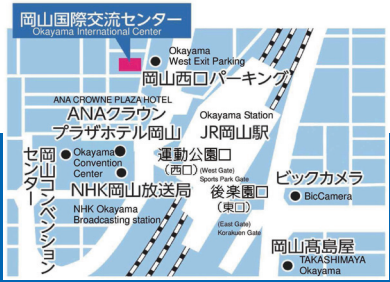 岡山国際交流センター
Okayama International Center
Okayama
West Exit Parking
岡山西口パーキング
ANA CROWNE PLAZA HOTEL
ANAクラウン
プラザホテル岡山
Okayama Station
JR岡山駅
Okayama
Convention
Center
岡山コンベンション
センター
運動公園口
(西口)
(West Gate)
Sports Park Gate
NHK岡山放送局
NHK Okayama
Broadcasting station
後楽園口
(東口)
(East Gate)
Korakuen Gate
ビックカメラ
BicCamera
岡山髙島屋
TAKASHIMAYA
Okayama